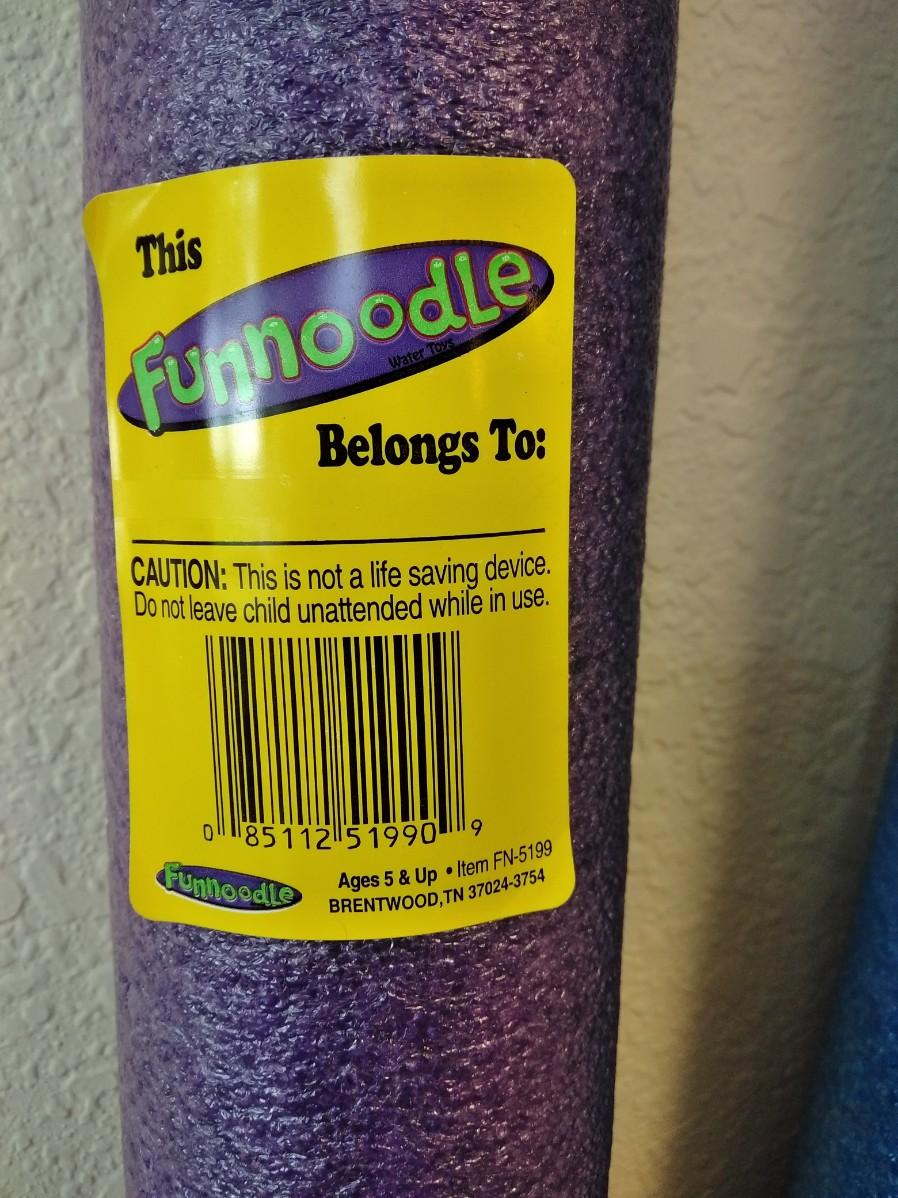 This
Funnoodle®
Water Toys
Belongs To:
CAUTION: This is not a life saving device.
Do not leave child unattended while in use.
0 85112 51990 9
Funnoodle
Ages 5 & Up • Item FN-5199
BRENTWOOD,TN 37024-3754